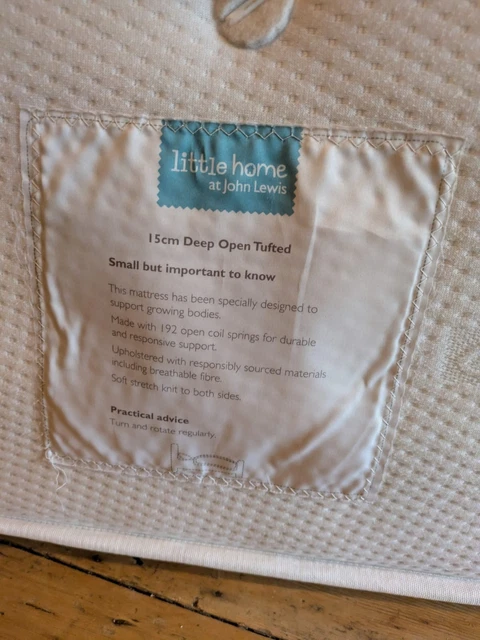 little home
at John Lewis
15cm Deep Open Tufted
Small but important to know
This mattress has been specially designed to
support growing bodies.
Made with 192 open coil springs for durable
and responsive support.
Upholstered with responsibly sourced materials
including breathable fibre.
Soft stretch knit to both sides.
Practical advice
Turn and rotate regularly.